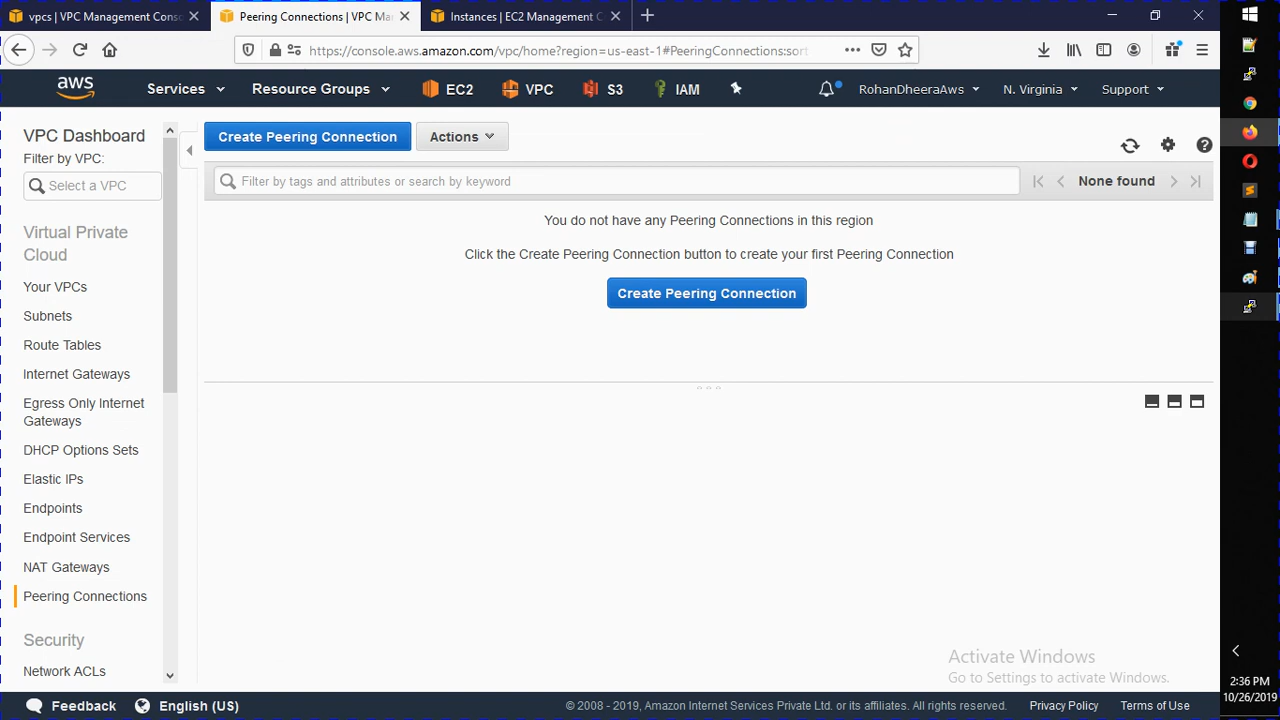 vpcs | VPC Management Conso
Peering Connections | VPC Ma
Instances | EC2 Management C
https://console.aws.amazon.com/vpc/home?region=us-east-1#PeeringConnections:sort
aws
Services
Resource Groups
EC2
VPC
S3
IAM
RohanDheeraAws
N. Virginia
Support
VPC Dashboard
Filter by VPC:
Select a VPC
Virtual Private
Cloud
Your VPCs
Subnets
Route Tables
Internet Gateways
Egress Only Internet
Gateways
DHCP Options Sets
Elastic IPs
Endpoints
Endpoint Services
NAT Gateways
Peering Connections
Security
Network ACLs
Create Peering Connection
Actions
Filter by tags and attributes or search by keyword
None found
You do not have any Peering Connections in this region
Click the Create Peering Connection button to create your first Peering Connection
Create Peering Connection
Activate Windows
Go to Settings to activate Windows.
2:36 PM
10/26/2019
Feedback
English (US)
© 2008 - 2019, Amazon Internet Services Private Ltd. or its affiliates. All rights reserved.
Privacy Policy
Terms of Use